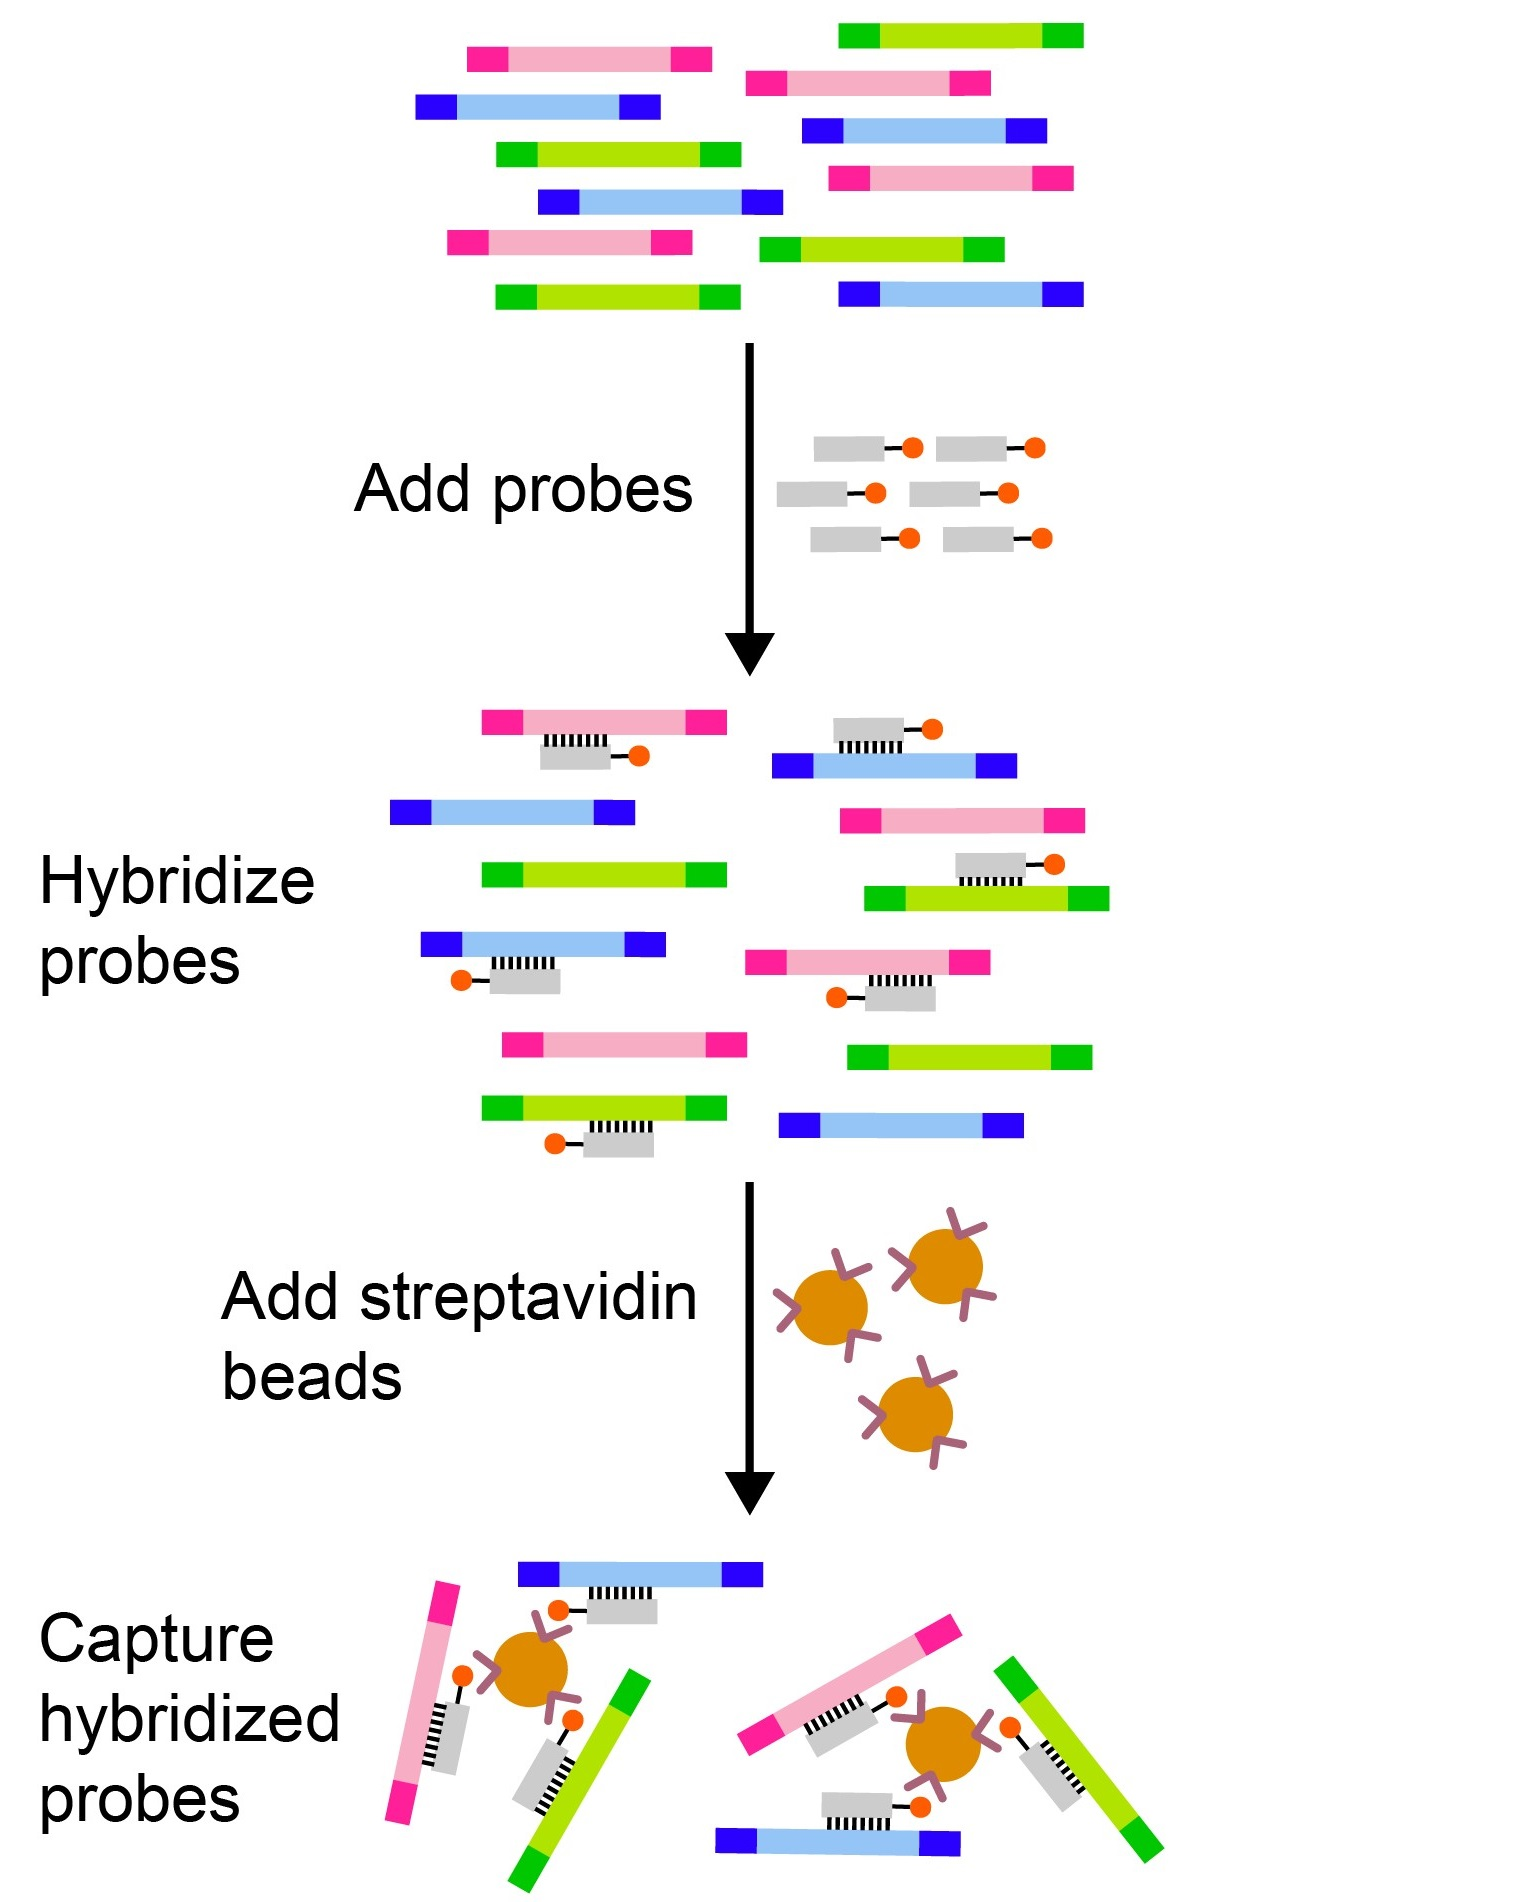 Add probes
Hybridize
probes
Add streptavidin
beads
Capture
hybridized
probes